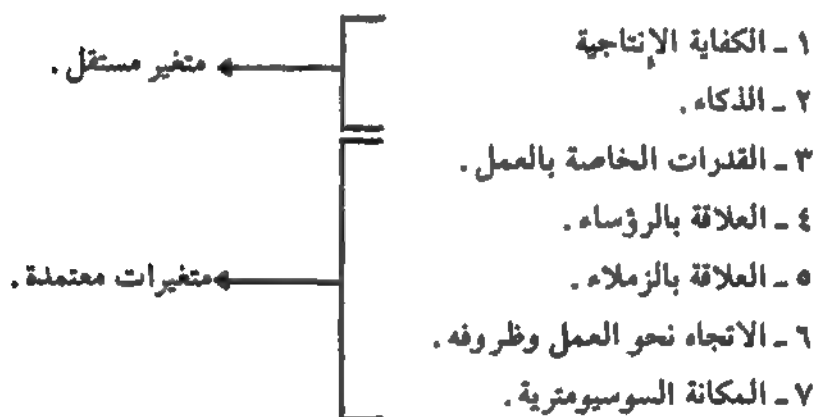 ١ ـ الكفاية الإنتاجية
متغير مستقل .
٢ ـ الذكاء .
٣ ـ القدرات الخاصة بالعمل .
٤ ـ العلاقة بالرؤساء .
٥ ـ العلاقة بالزملاء .
متغيرات معتمدة .
٦ ـ الاتجاه نحو العمل وظروفه .
٧ ـ المكانة السوسيومترية .